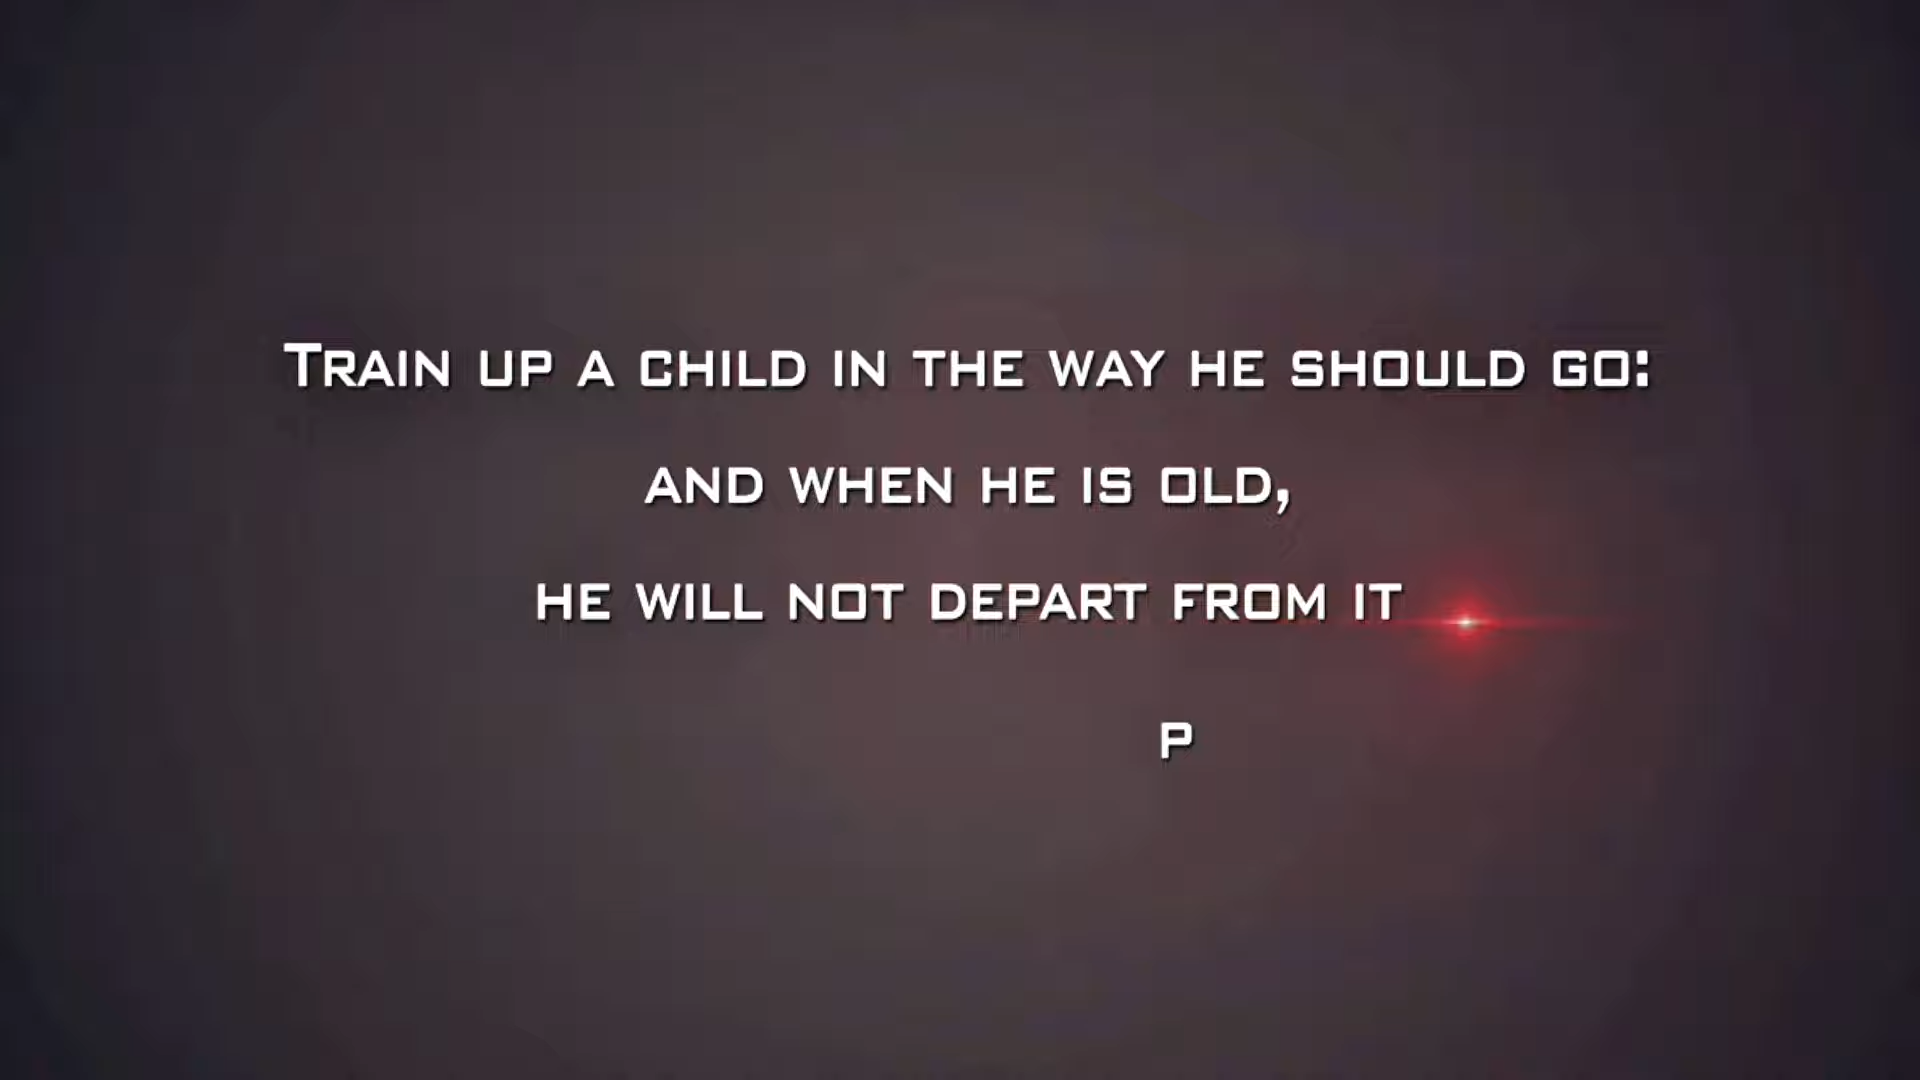 Train up a child in the way he should go:
and when he is old,
he will not depart from it
P